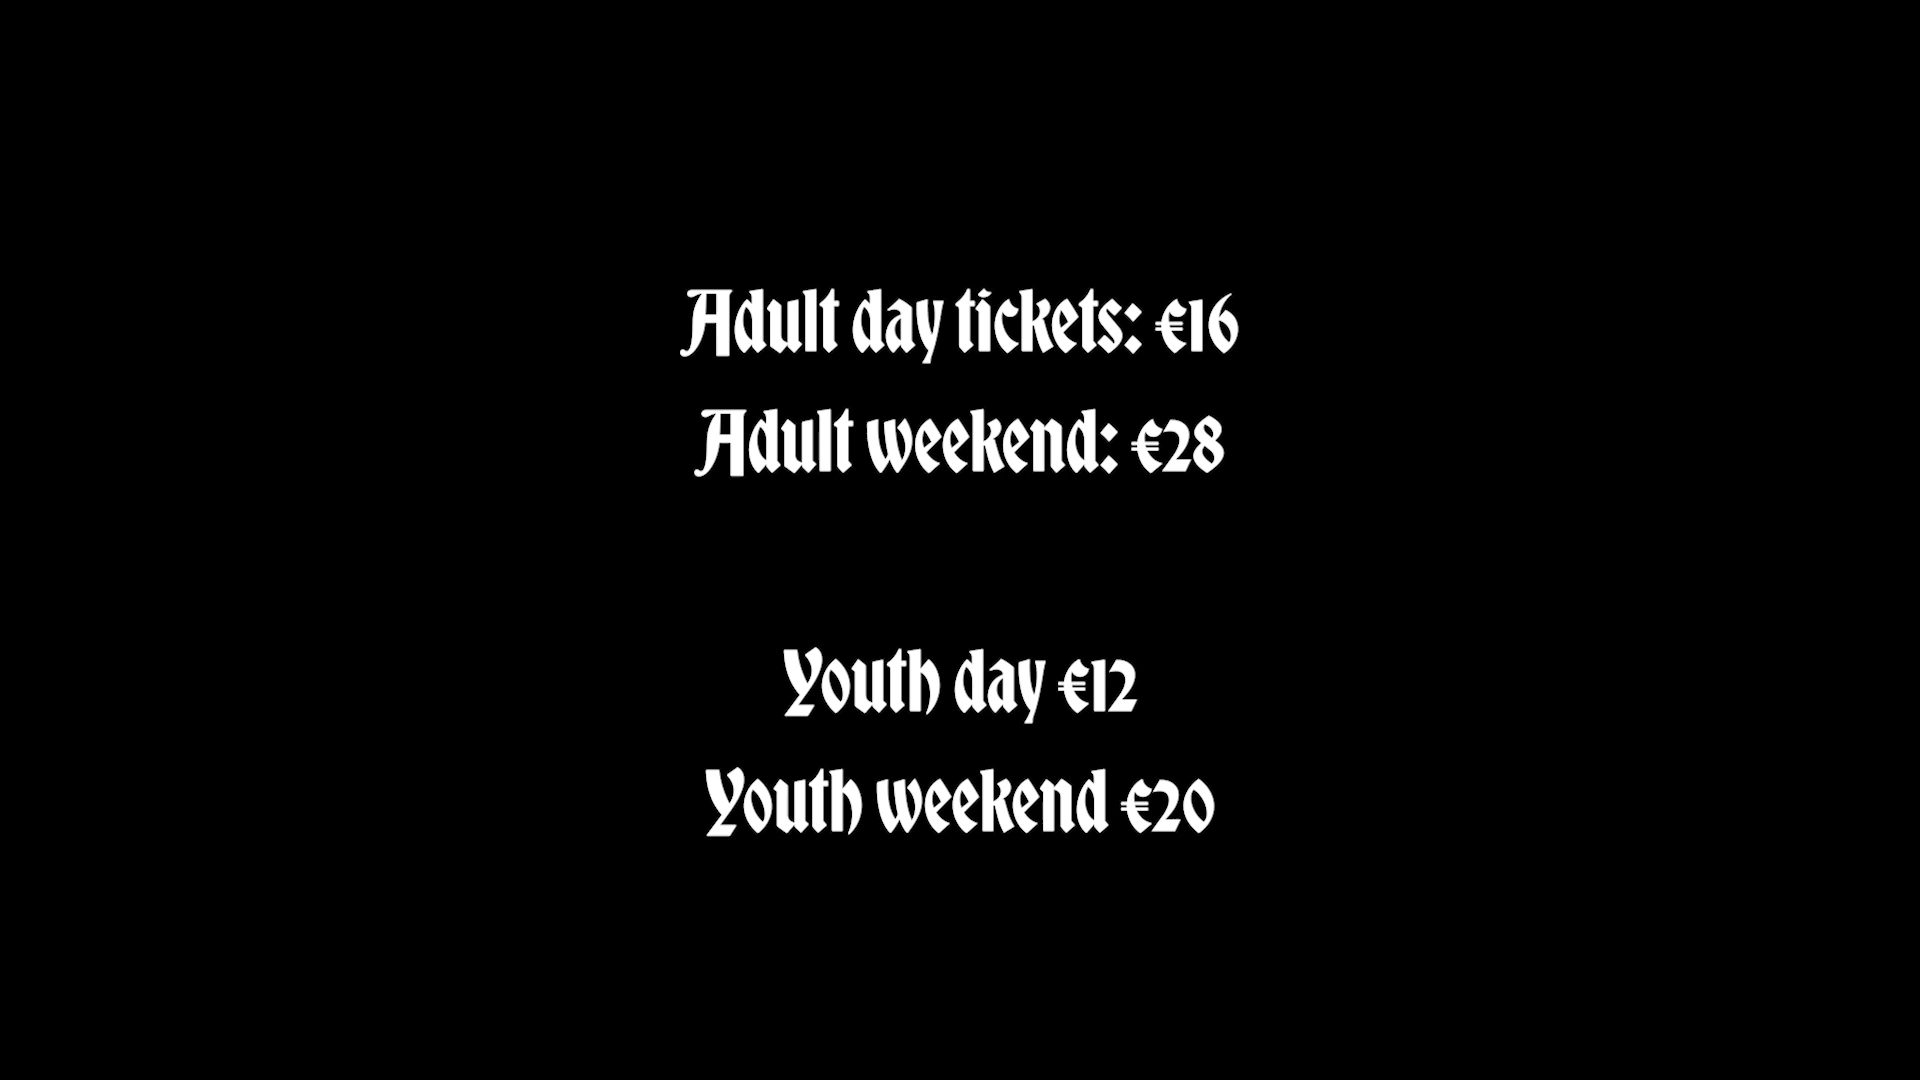 Adult day tickets: €16
Adult weekend: €28
Youth day €12
Youth weekend €20